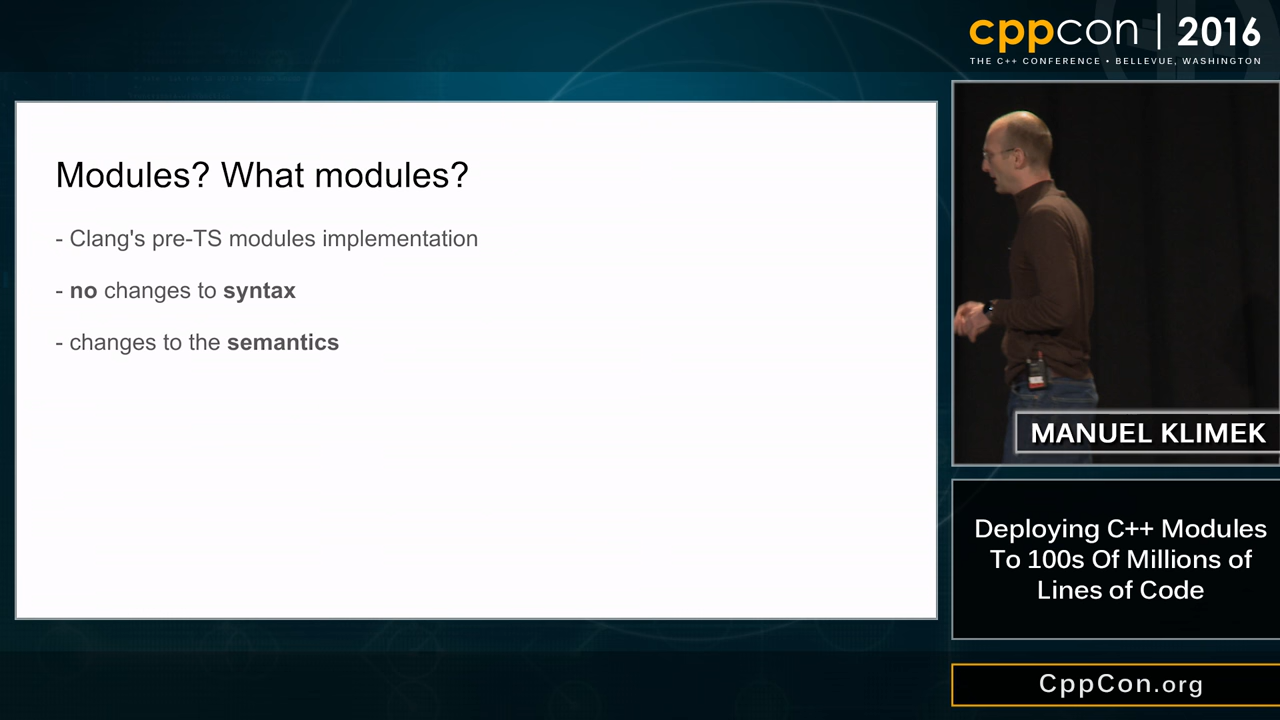 cppcon | 2016
THE C++ CONFERENCE • BELLEVUE, WASHINGTON
Modules? What modules?
- Clang's pre-TS modules implementation
- no changes to syntax
- changes to the semantics
MANUEL KLIMEK
Deploying C++ Modules
To 100s Of Millions of
Lines of Code
CppCon.org